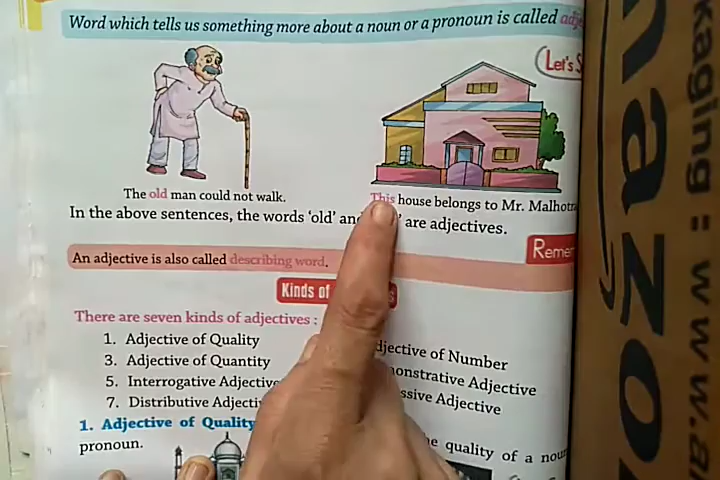 Word which tells us something more about a noun or a pronoun is called
Let's
The old man could not walk.
This house belongs to Mr. Malhotra
In the above sentences, the words 'old' and ' are adjectives.
Remem
An adjective is also called describing word.
Kinds of
There are seven kinds of adjectives :
1. Adjective of Quality
djective of Number
3. Adjective of Quantity
onstrative Adjective
5. Interrogative Adjective
ssive Adjective
7. Distributive Adjecti
1. Adjective of Quality
e quality of a noun
pronoun.
mazo
kaging : www.a